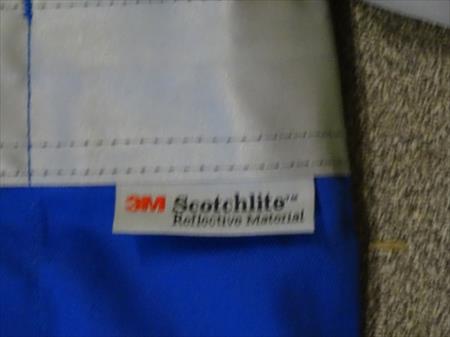 3M Scotchlite™
Reflective Material